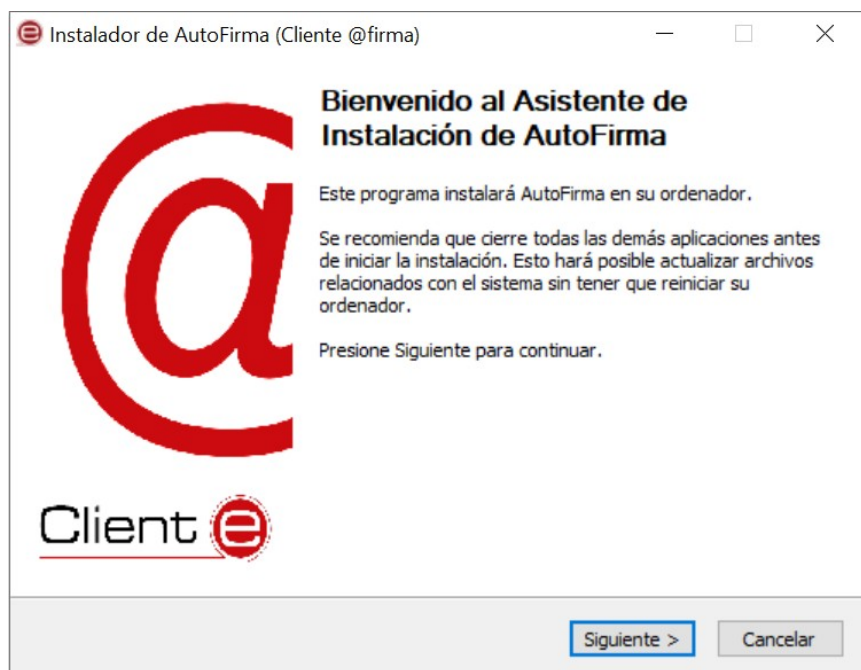 Instalador de AutoFirma (Cliente @firma)
Bienvenido al Asistente de
Instalación de AutoFirma
Este programa instalará AutoFirma en su ordenador.
Se recomienda que cierre todas las demás aplicaciones antes
de iniciar la instalación. Esto hará posible actualizar archivos
relacionados con el sistema sin tener que reiniciar su
ordenador.
Presione Siguiente para continuar.
@
Client e
Siguiente >
Cancelar